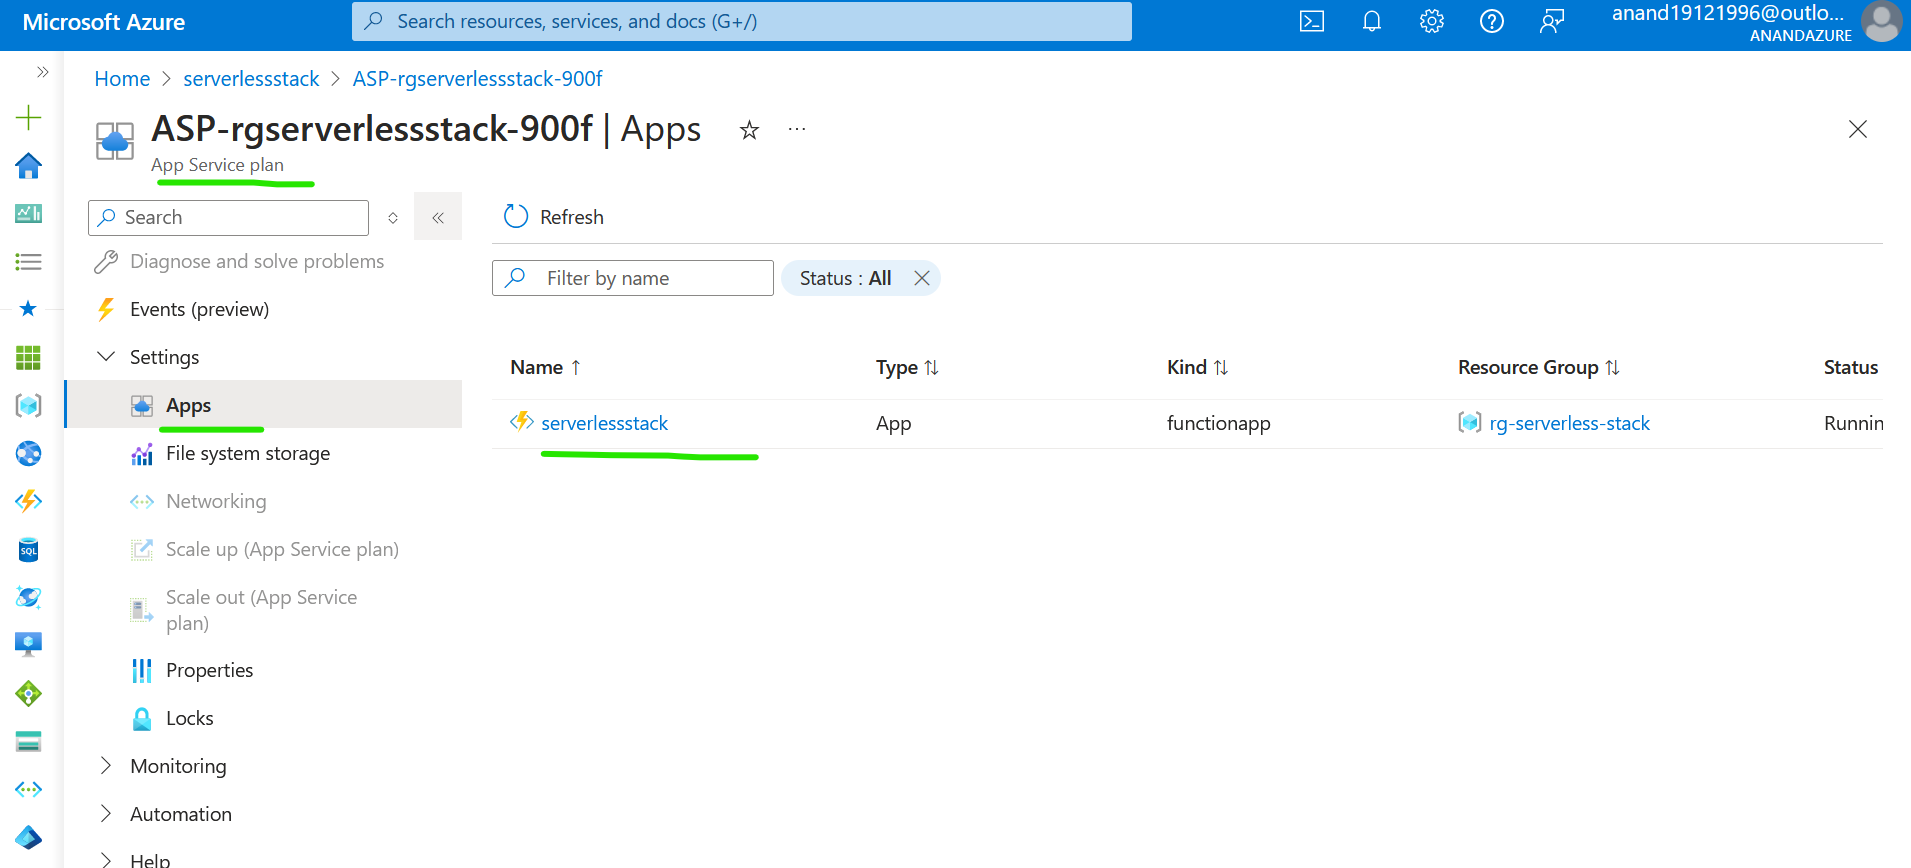 Microsoft Azure
Search resources, services, and docs (G+/)
anand19121996@outlo...
ANANDAZURE
Home > serverlessstack > ASP-rgserverlessstack-900f
ASP-rgserverlessstack-900f | Apps
App Service plan
Search
Refresh
Diagnose and solve problems
Filter by name
Status : All
Events (preview)
Settings
Name Type Kind Resource Group Status
Apps
serverlessstack App functionapp rg-serverless-stack Runnin
File system storage
SQL
Networking
Scale up (App Service plan)
Scale out (App Service
plan)
Properties
Locks
Monitoring
Automation
Help